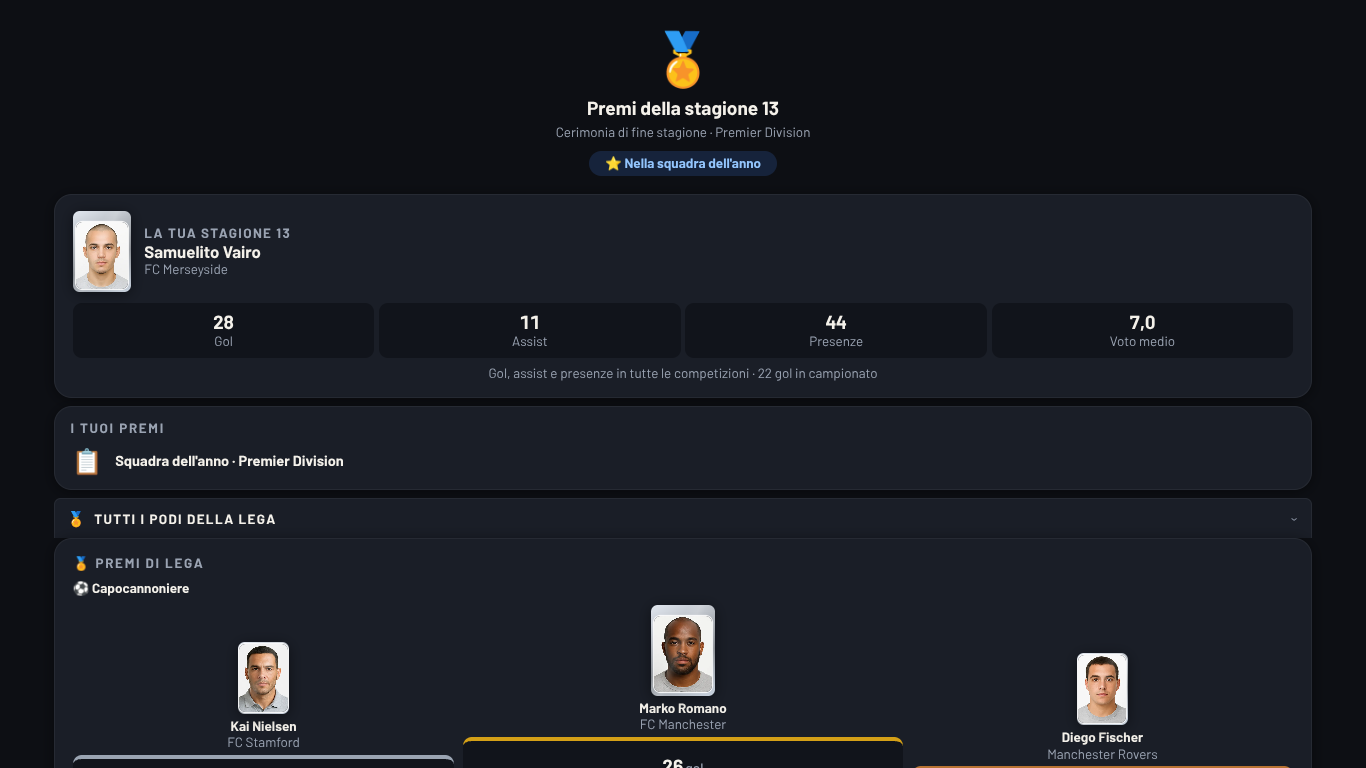 Premi della stagione 13
Cerimonia di fine stagione · Premier Division
⭐ Nella squadra dell'anno
LA TUA STAGIONE 13
Samuelito Vairo
FC Merseyside
28
Gol
11
Assist
44
Presenze
7,0
Voto medio
Gol, assist e presenze in tutte le competizioni · 22 gol in campionato
I TUOI PREMI
Squadra dell'anno · Premier Division
TUTTI I PODI DELLA LEGA
PREMI DI LEGA
Capocannoniere
Kai Nielsen
FC Stamford
Marko Romano
FC Manchester
26 gol
Diego Fischer
Manchester Rovers